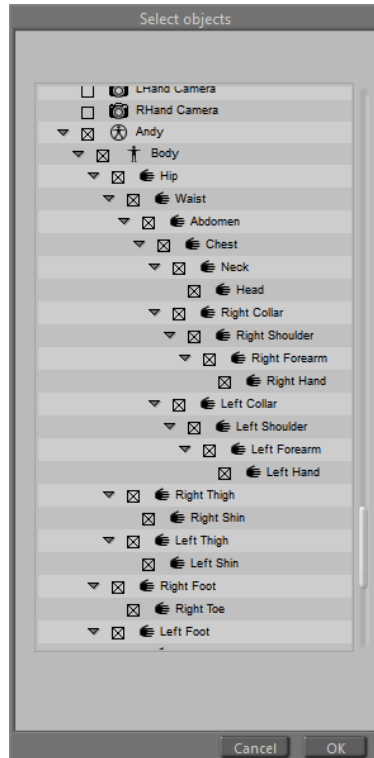 Select objects
LHand Camera
RHand Camera
Andy
Body
Hip
Waist
Abdomen
Chest
Neck
Head
Right Collar
Right Shoulder
Right Forearm
Right Hand
Left Collar
Left Shoulder
Left Forearm
Left Hand
Right Thigh
Right Shin
Left Thigh
Left Shin
Right Foot
Right Toe
Left Foot
Cancel OK